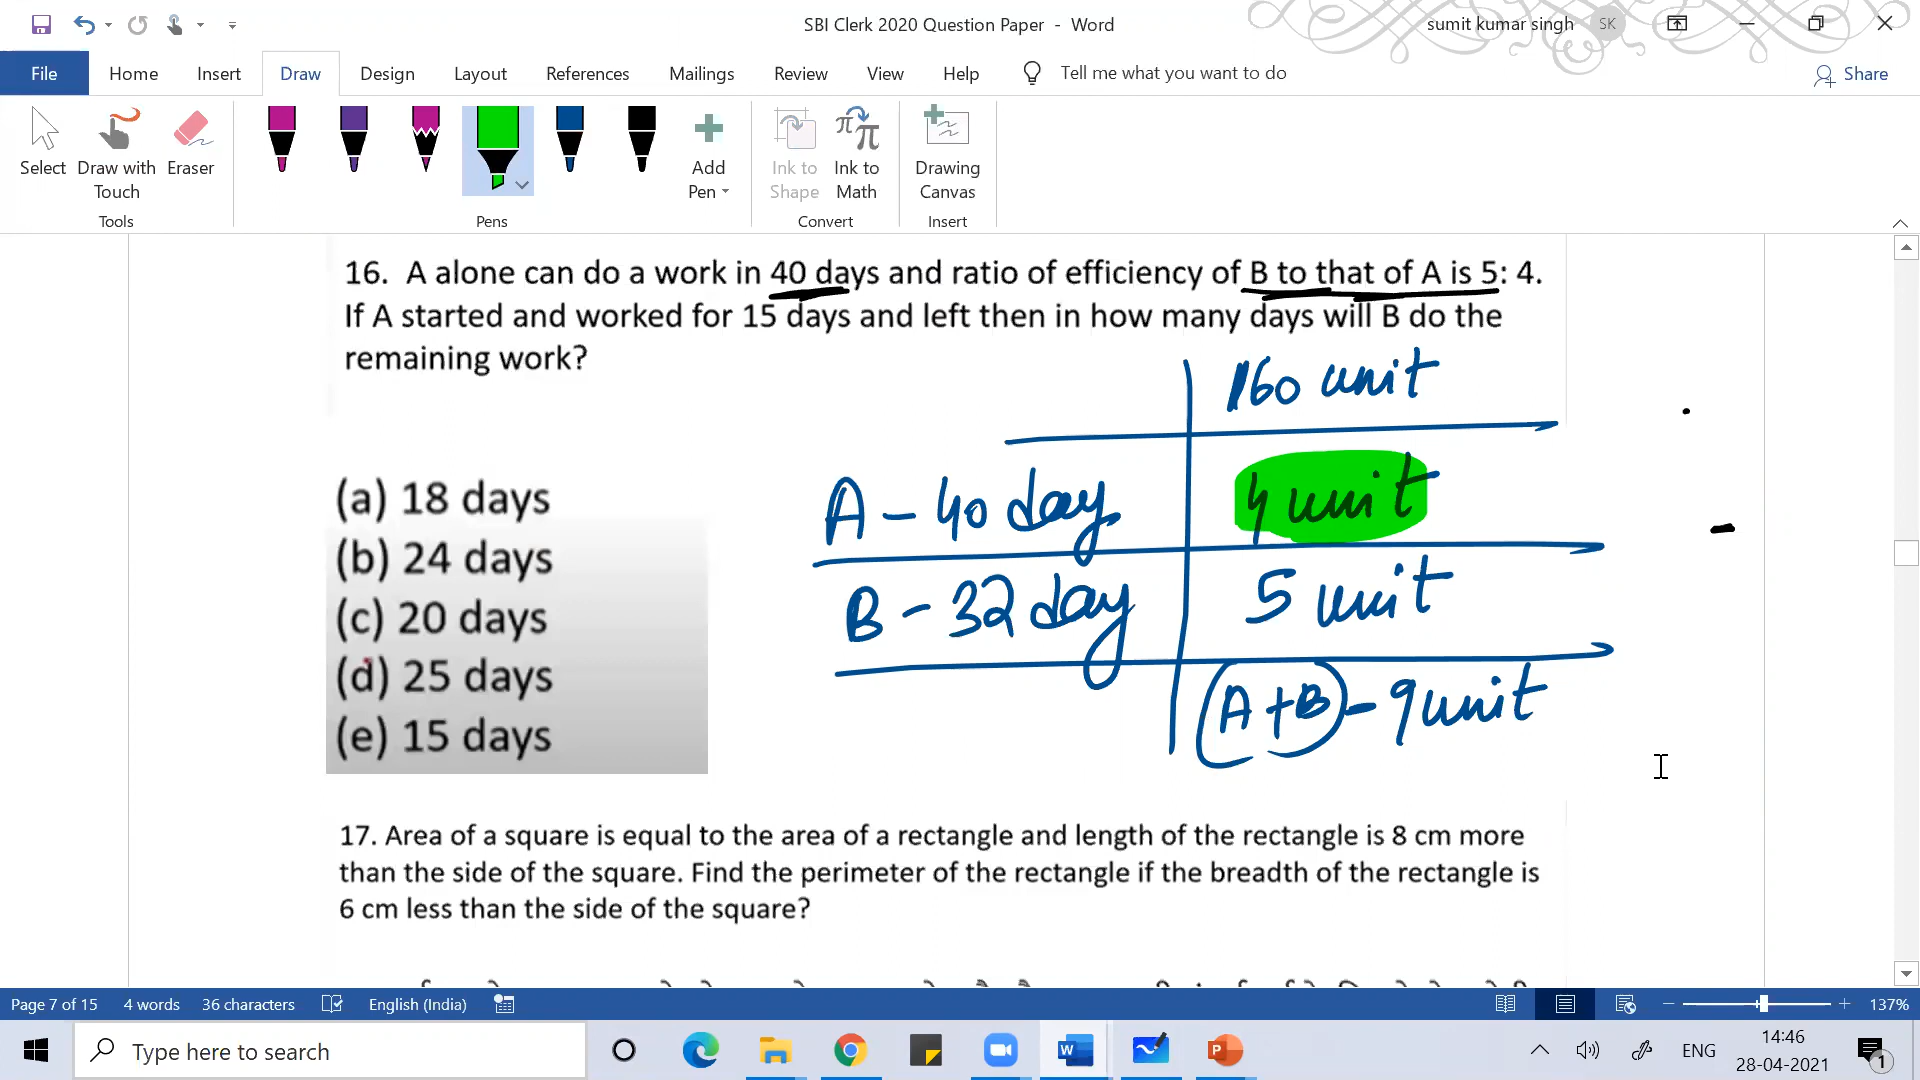 SBI Clerk 2020 Question Paper - Word
sumit kumar singh SK
File Home Insert Draw Design Layout References Mailings Review View Help Tell me what you want to do Share
Select
Draw with Touch
Eraser
Add Pen
Ink to Shape
Ink to Math
Drawing Canvas
Tools Pens Convert Insert
16. A alone can do a work in 40 days and ratio of efficiency of B to that of A is 5: 4.
If A started and worked for 15 days and left then in how many days will B do the
remaining work?
160 unit
A - 40 day 4 unit
B - 32 day 5 unit
(A+B) - 9 unit
(a) 18 days
(b) 24 days
(c) 20 days
(d) 25 days
(e) 15 days
17. Area of a square is equal to the area of a rectangle and length of the rectangle is 8 cm more
than the side of the square. Find the perimeter of the rectangle if the breadth of the rectangle is
6 cm less than the side of the square?
Page 7 of 15 4 words 36 characters English (India) 137%
Type here to search
ENG
14:46
28-04-2021
1